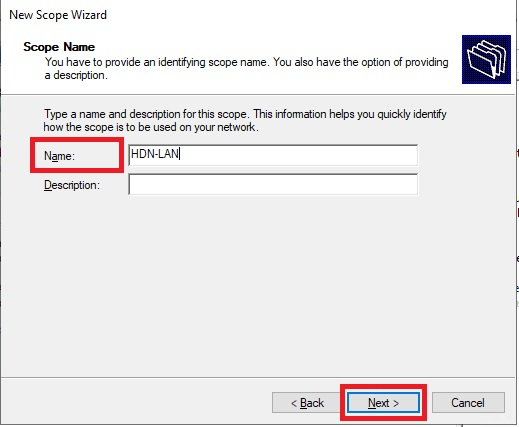 New Scope Wizard
Scope Name
You have to provide an identifying scope name. You also have the option of providing
a description.
Type a name and description for this scope. This information helps you quickly identify
how the scope is to be used on your network.
Name:
HDN-LAN
Description:
< Back
Next >
Cancel